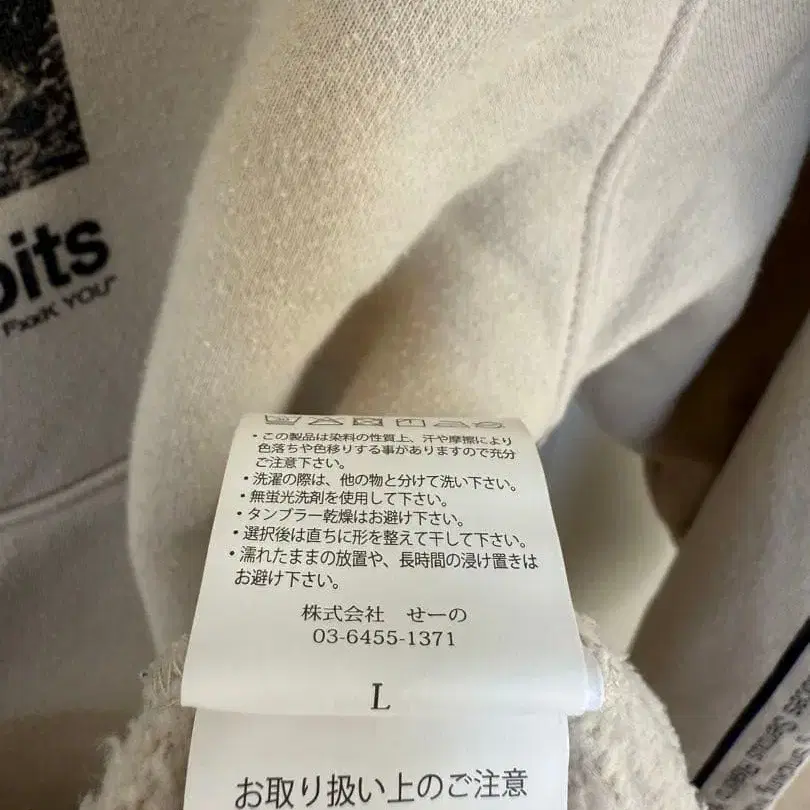 bits
FxxK YOU"
・この製品は染料の性質上、汗や摩擦により
色落ちや色移りする事がありますので充分
ご注意下さい。
・洗濯の際は、他の物と分けて洗い下さい。
・無蛍光洗剤を使用して下さい。
・タンブラー乾燥はお避け下さい。
・選択後は直ちに形を整えて干して下さい。
・濡れたままの放置や、長時間の浸け置きは
お避け下さい。
株式会社　せーの
03-6455-1371
L
お取り扱い上のご注意